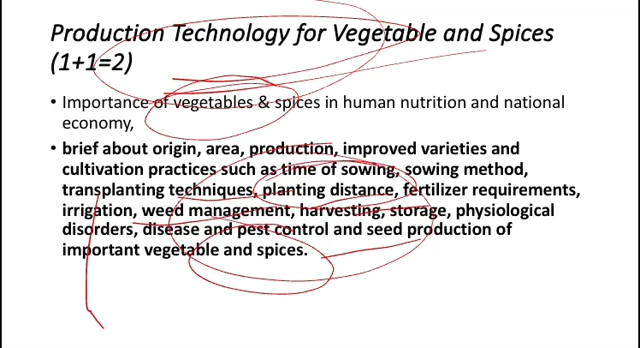 Production Technology for Vegetable and Spices
(1+1=2)
• Importance of vegetables & spices in human nutrition and national
economy,
• brief about origin, area, production, improved varieties and
cultivation practices such as time of sowing, sowing method,
transplanting techniques, planting distance, fertilizer requirements,
irrigation, weed management, harvesting, storage, physiological
disorders, disease and pest control and seed production of
important vegetable and spices.